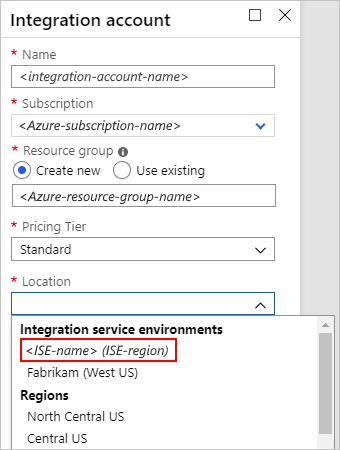 Integration account
* Name
<integration-account-name>
* Subscription
<Azure-subscription-name>
* Resource group
Create new Use existing
<Azure-resource-group-name>
* Pricing Tier
Standard
* Location
Integration service environments
<ISE-name> (ISE-region)
Fabrikam (West US)
Regions
North Central US
Central US